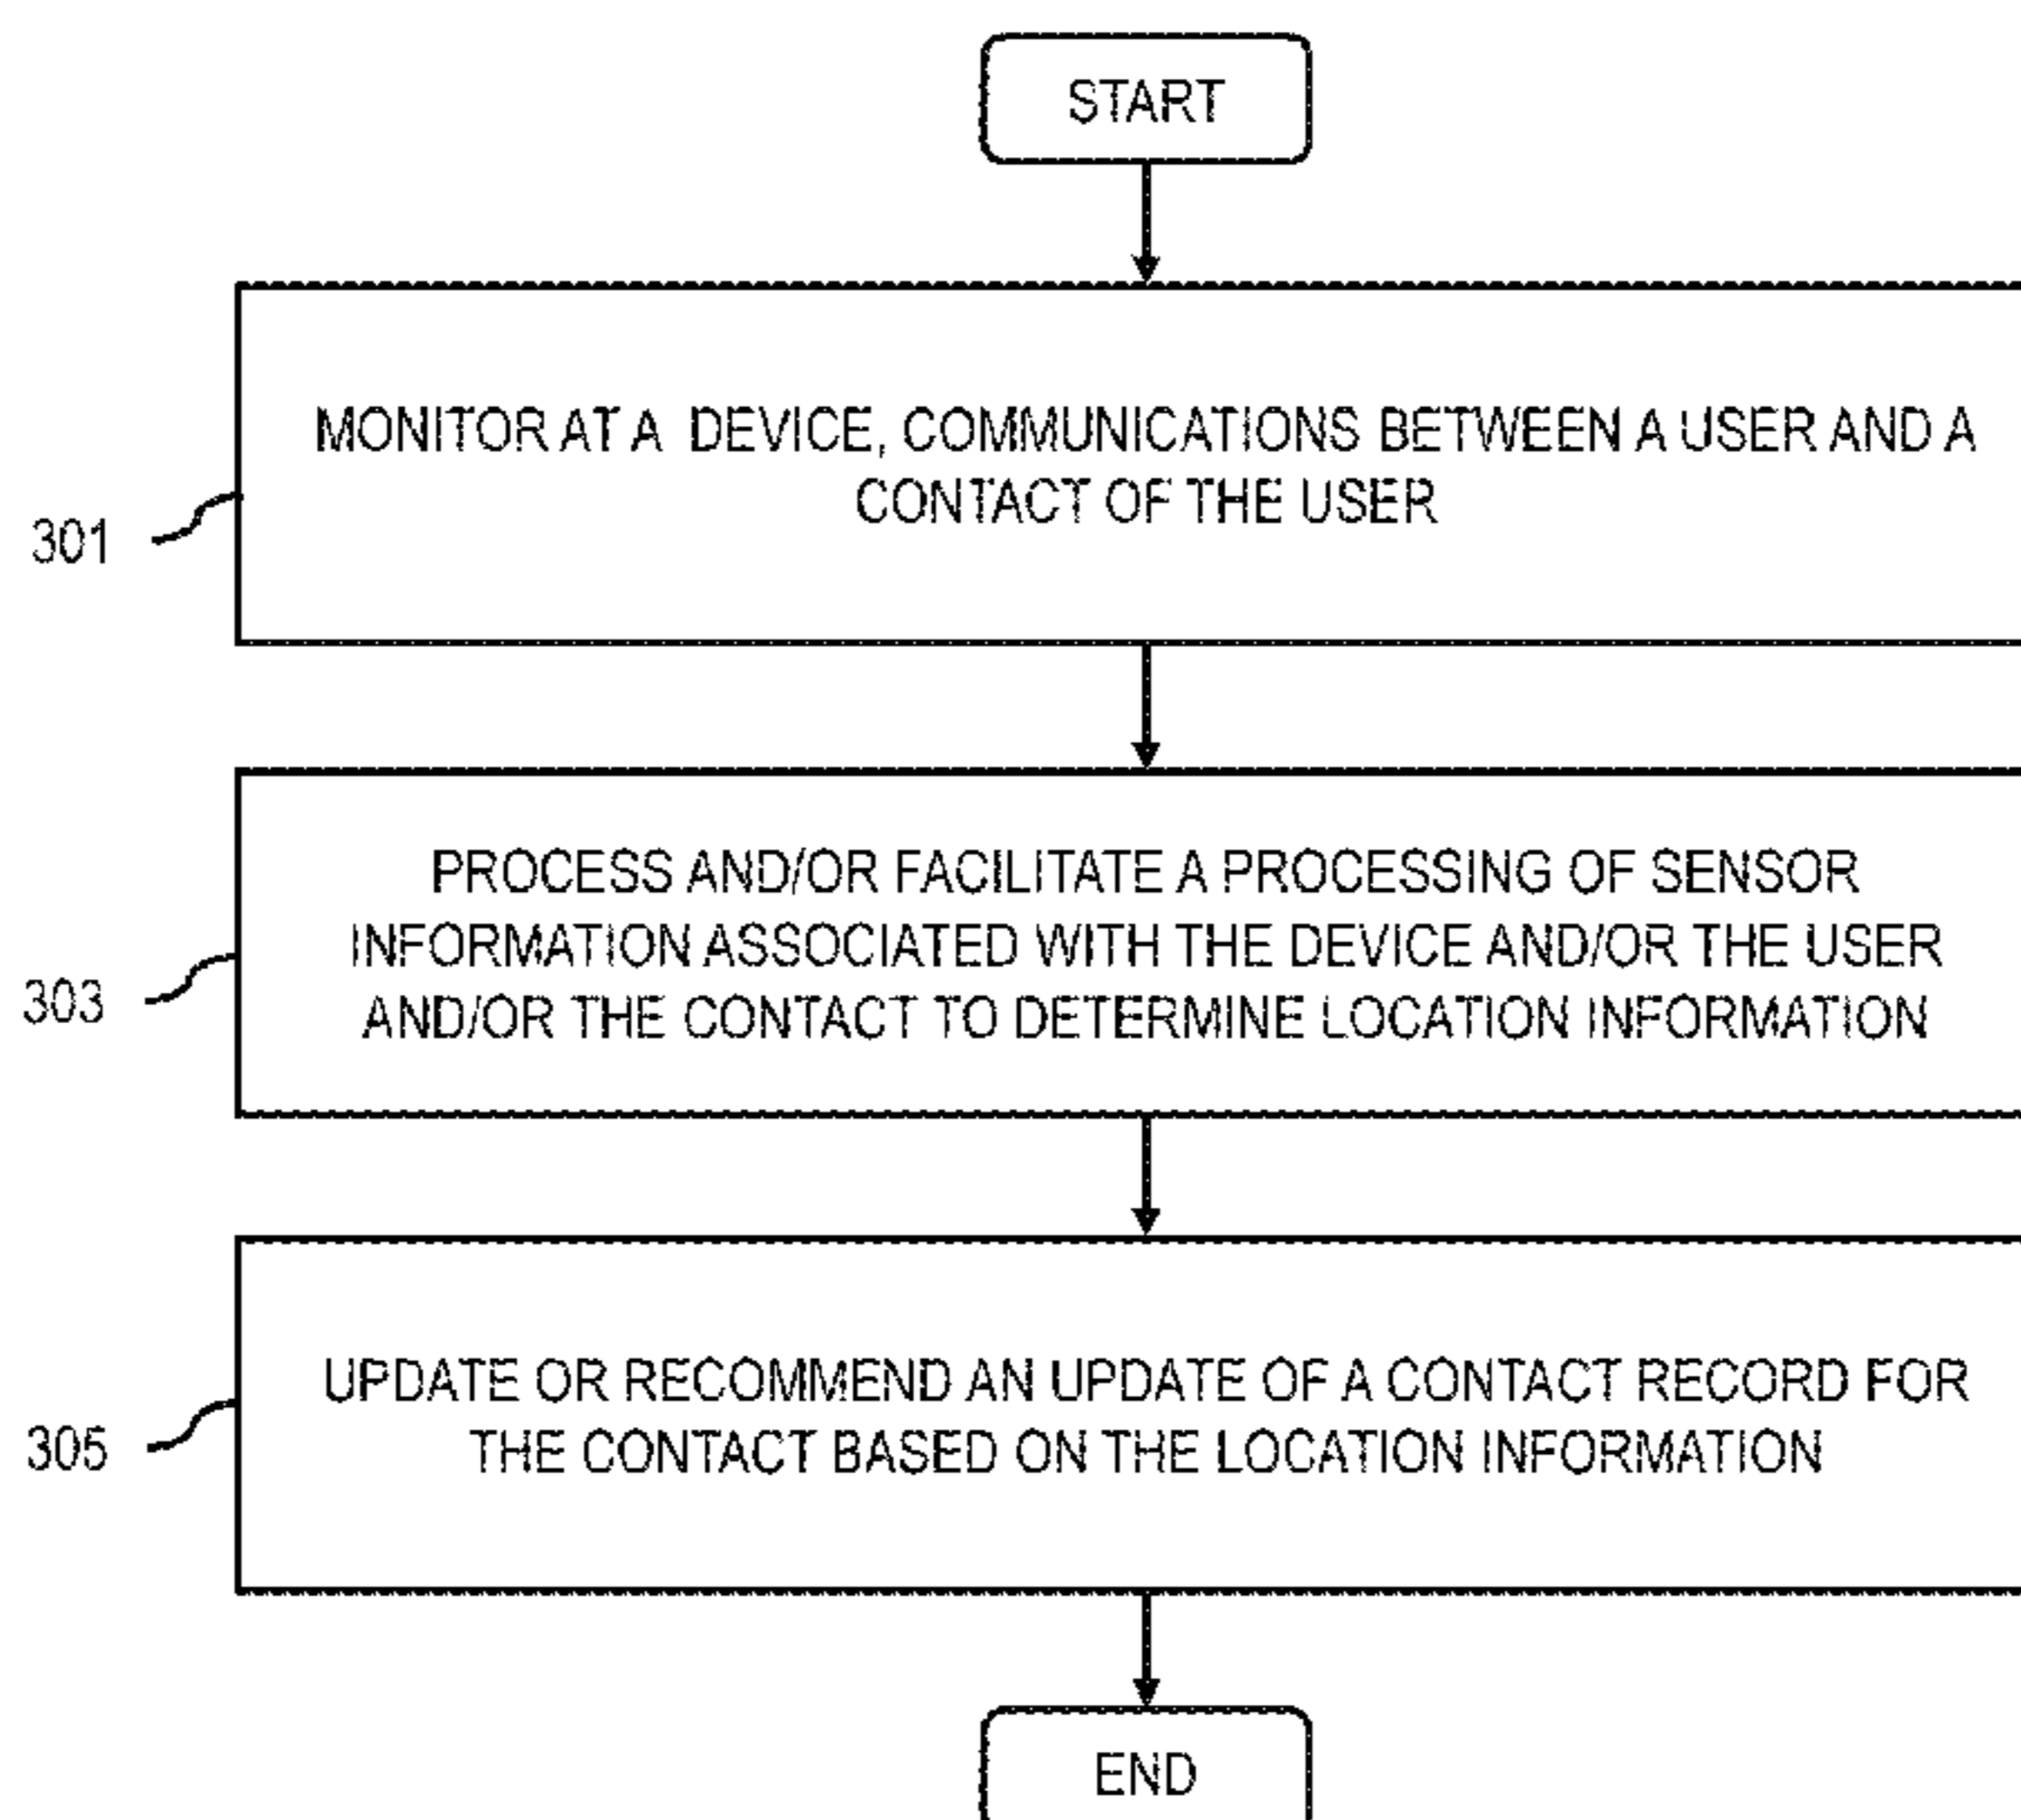 START
MONITOR AT A DEVICE, COMMUNICATIONS BETWEEN A USER AND A
CONTACT OF THE USER
301
PROCESS AND/OR FACILITATE A PROCESSING OF SENSOR
INFORMATION ASSOCIATED WITH THE DEVICE AND/OR THE USER
AND/OR THE CONTACT TO DETERMINE LOCATION INFORMATION
303
UPDATE OR RECOMMEND AN UPDATE OF A CONTACT RECORD FOR
THE CONTACT BASED ON THE LOCATION INFORMATION
305
END